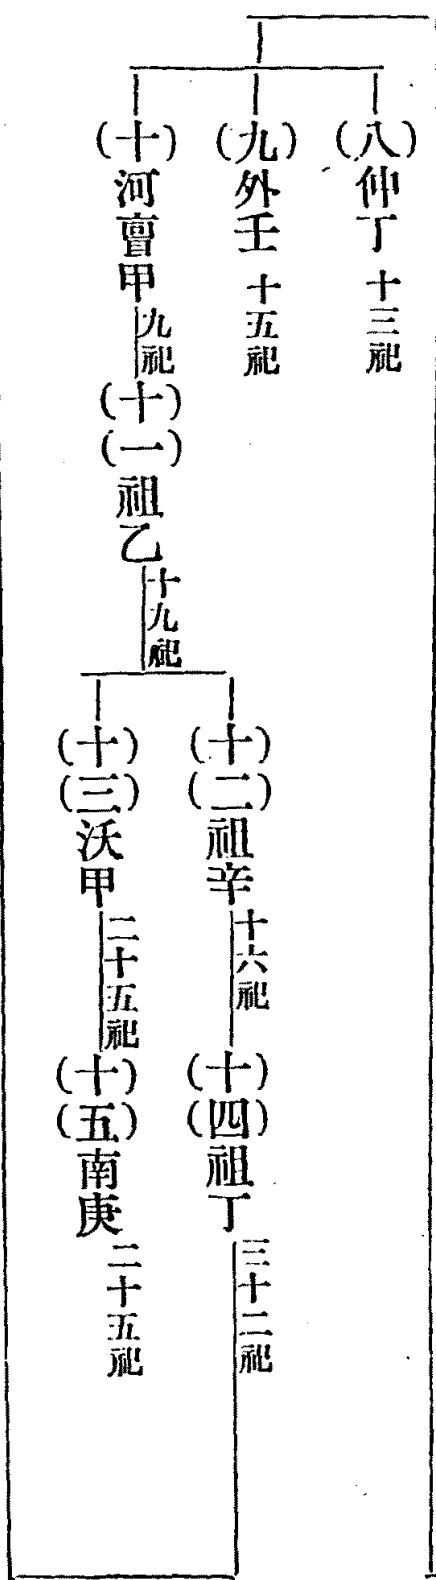 (八)仲丁 十三祀
(九)外壬 十五祀
(十)河亶甲 九祀
(十)(一)祖乙 十九祀
(十)(二)祖辛 十六祀
(十)(四)祖丁 三十二祀
(十)(三)沃甲 二十五祀
(十)(五)南庚 二十五祀